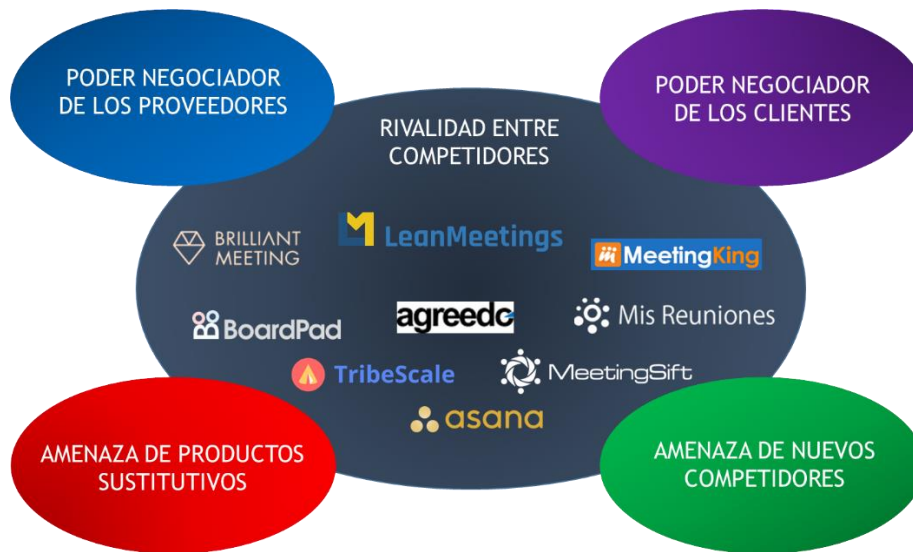 PODER NEGOCIADOR
DE LOS PROVEEDORES
PODER NEGOCIADOR
DE LOS CLIENTES
RIVALIDAD ENTRE
COMPETIDORES
BRILLIANT
MEETING
LeanMeetings
MeetingKing
BoardPad
agreedo
Mis Reuniones
TribeScale
MeetingSift
asana
AMENAZA DE PRODUCTOS
SUSTITUTIVOS
AMENAZA DE NUEVOS
COMPETIDORES